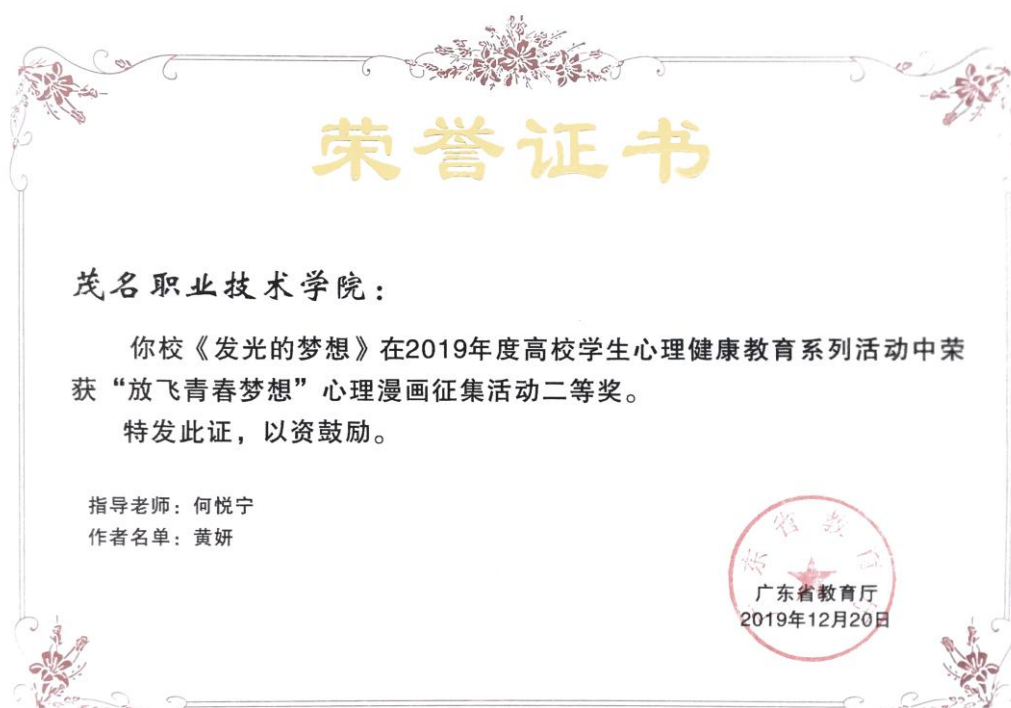 荣誉证书
茂名职业技术学院：
你校《发光的梦想》在2019年度高校学生心理健康教育系列活动中荣
获“放飞青春梦想”心理漫画征集活动二等奖。
特发此证，以资鼓励。
指导老师：何悦宁
作者名单：黄妍
东省教厅
广东省教育厅
2019年12月20日